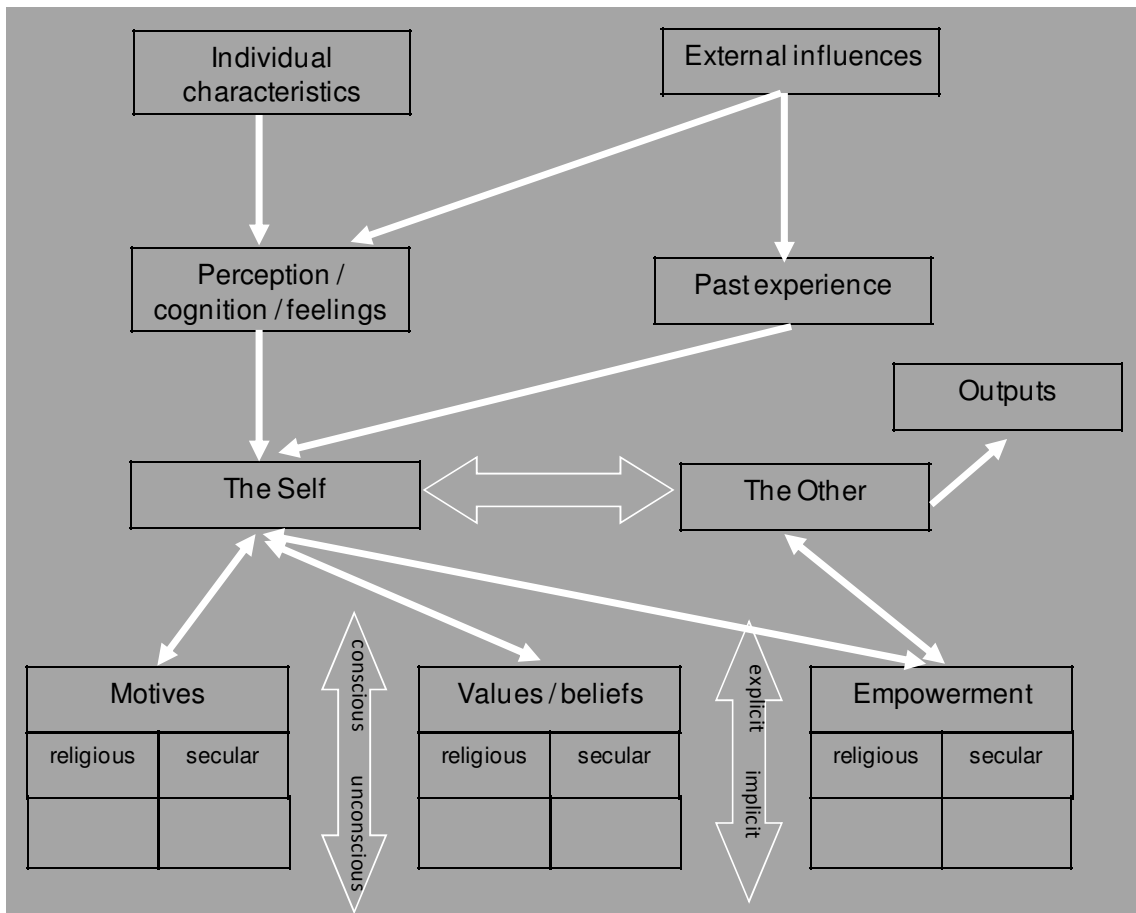 Individual
characteristics
External influences
Perception /
cognition / feelings
Past experience
Outputs
The Self
The Other
conscious
unconscious
explicit
implicit
Motives
Values / beliefs
Empowerment
religious
secular
religious
secular
religious
secular